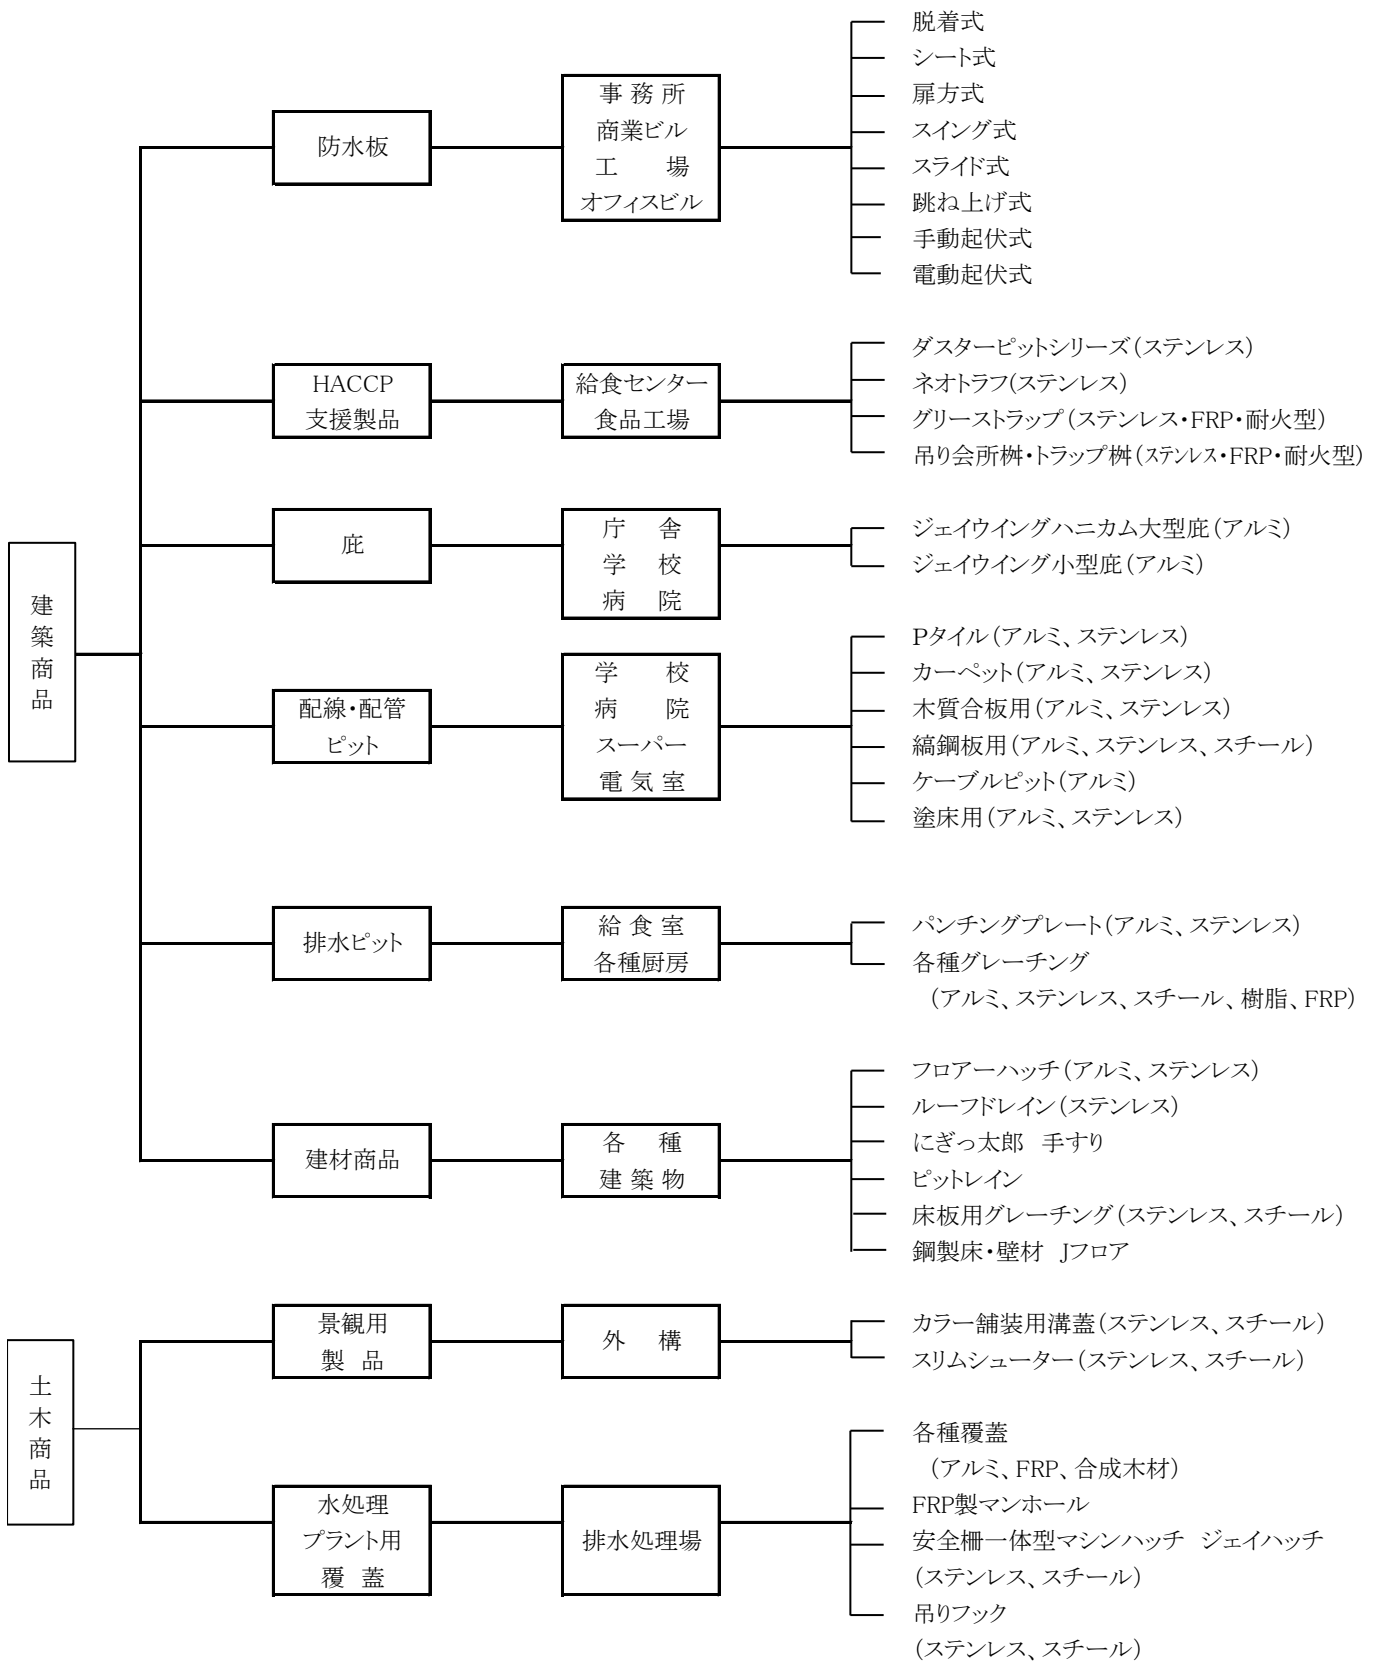 建築商品
防水板
事 務 所
商業ビル
工　場
オフィスビル
脱着式
シート式
扉方式
スイング式
スライド式
跳ね上げ式
手動起伏式
電動起伏式
HACCP
支援製品
給食センター
食品工場
ダスターピットシリーズ(ステンレス)
ネオトラフ(ステンレス)
グリーストラップ(ステンレス・FRP・耐火型)
吊り会所桝・トラップ桝(ステンレス・FRP・耐火型)
庇
庁　舎
学　校
病　院
ジェイウイングハニカム大型庇(アルミ)
ジェイウイング小型庇(アルミ)
配線・配管
ピット
学　校
病　院
スーパー
電 気 室
Pタイル(アルミ、ステンレス)
カーペット(アルミ、ステンレス)
木質合板用(アルミ、ステンレス)
縞鋼板用(アルミ、ステンレス、スチール)
ケーブルピット(アルミ)
塗床用(アルミ、ステンレス)
排水ピット
給 食 室
各種厨房
パンチングプレート(アルミ、ステンレス)
各種グレーチング
(アルミ、ステンレス、スチール、樹脂、FRP)
建材商品
各　種
建 築 物
フロアーハッチ(アルミ、ステンレス)
ルーフドレイン(ステンレス)
にぎっ太郎　手すり
ピットレイン
床板用グレーチング(ステンレス、スチール)
鋼製床・壁材　Jフロア
土木商品
景観用
製　品
外　構
カラー舗装用溝蓋(ステンレス、スチール)
スリムシューター(ステンレス、スチール)
水処理
プラント用
覆　蓋
排水処理場
各種覆蓋
(アルミ、FRP、合成木材)
FRP製マンホール
安全柵一体型マシンハッチ　ジェイハッチ
(ステンレス、スチール)
吊りフック
(ステンレス、スチール)